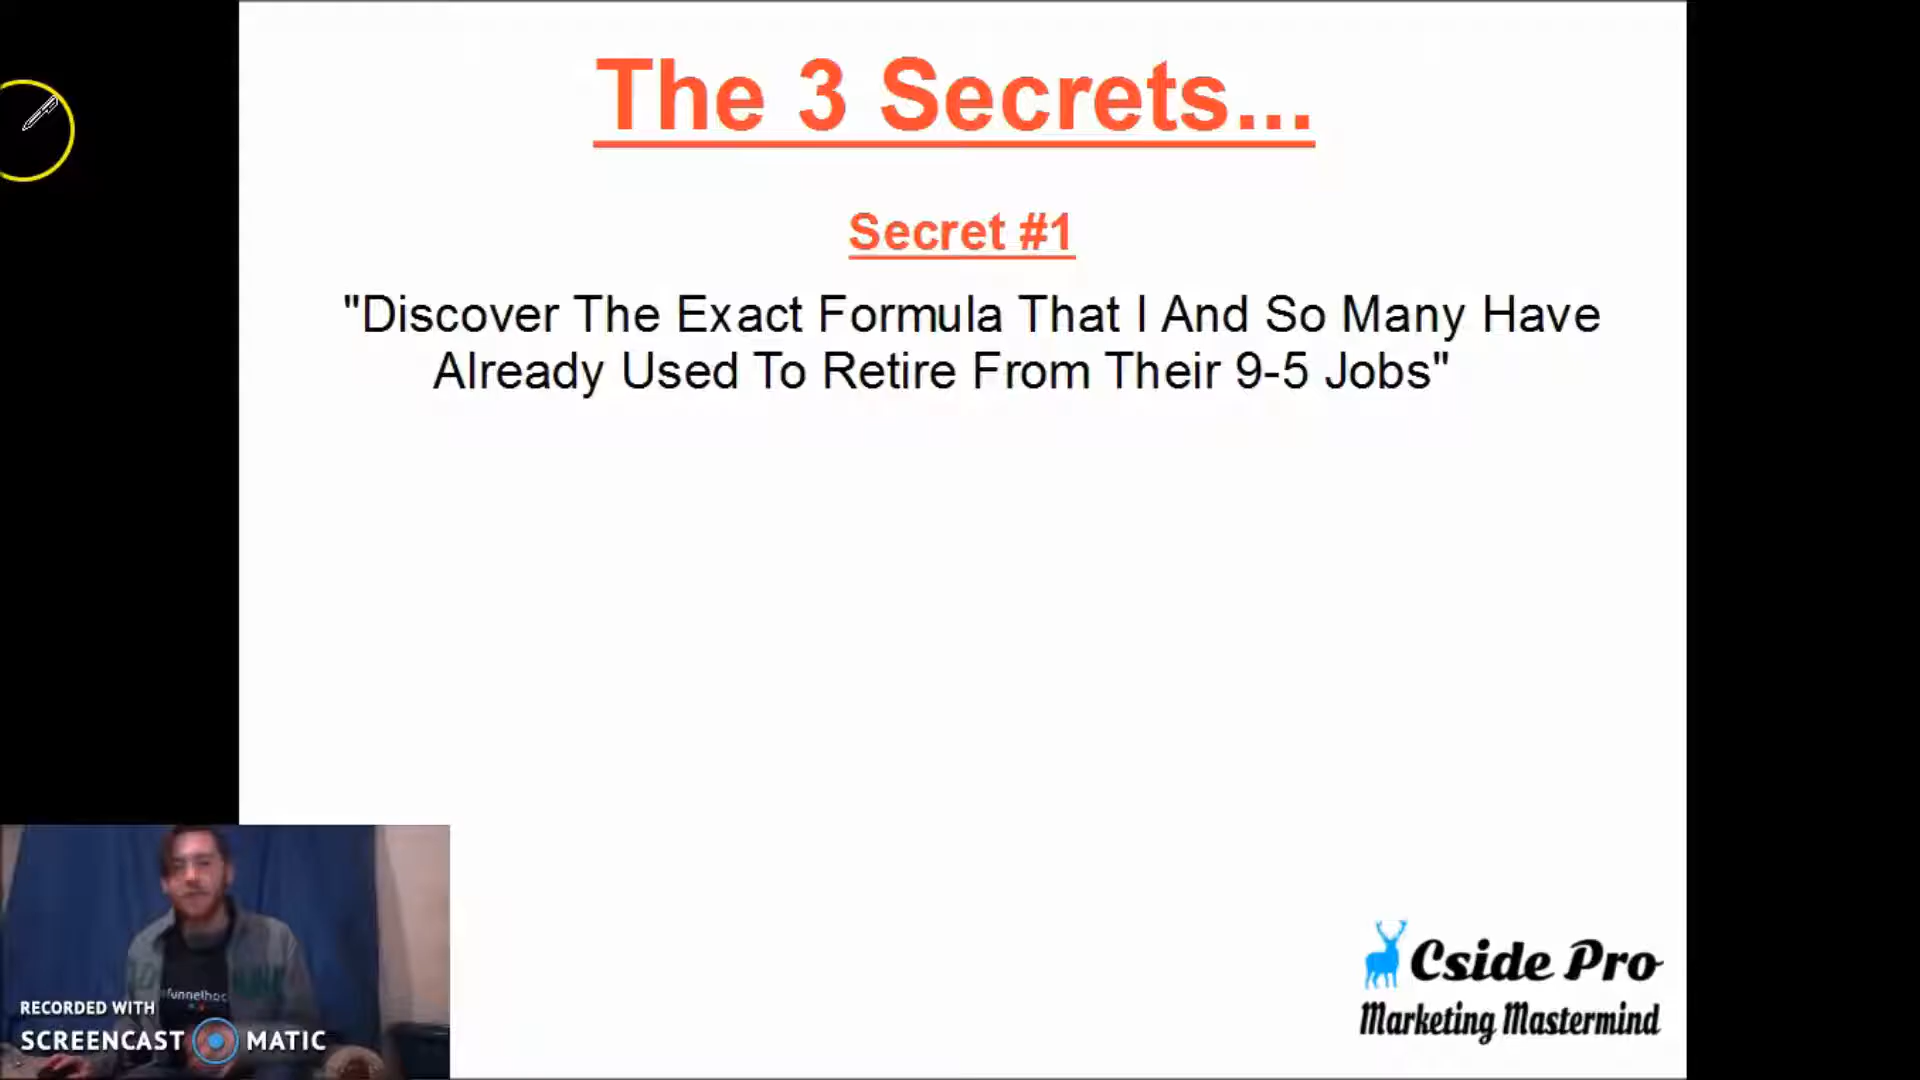 The 3 Secrets...
Secret #1
"Discover The Exact Formula That I And So Many Have
Already Used To Retire From Their 9-5 Jobs"
funnelhac
RECORDED WITH
SCREENCAST MATIC
Cside Pro
Marketing Mastermind